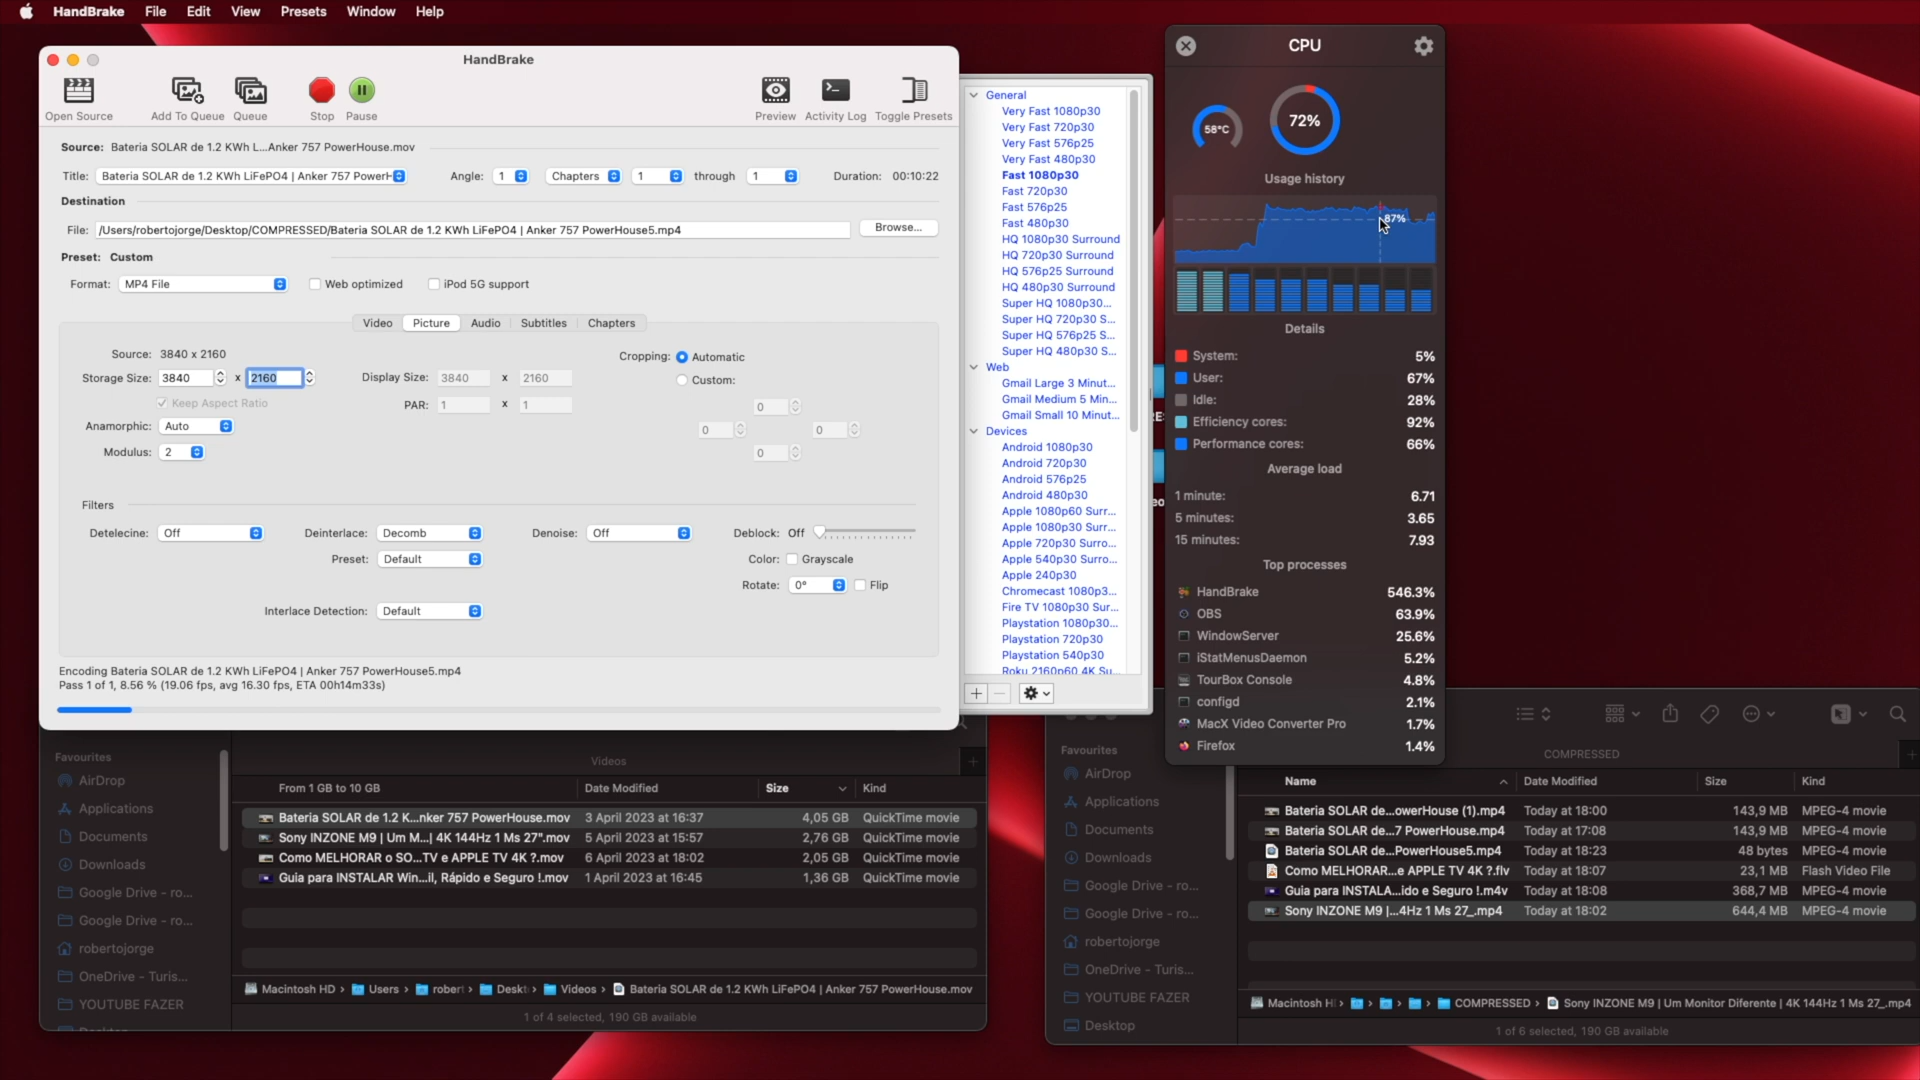 HandBrake File Edit View Presets Window Help
HandBrake
Open Source Add To Queue Queue Stop Pause Preview Activity Log Toggle Presets
Source: Bateria SOLAR de 1.2 KWh L...Anker 757 PowerHouse.mov
Title: Bateria SOLAR de 1.2 KWh LiFePO4 | Anker 757 PowerH Angle: 1 Chapters 1 through 1 Duration: 00:10:22
Destination
File: /Users/robertojorge/Desktop/COMPRESSED/Bateria SOLAR de 1.2 KWh LiFePO4 | Anker 757 PowerHouse5.mp4 Browse...
Preset: Custom
Format: MP4 File Web optimized iPod 5G support
Video Picture Audio Subtitles Chapters
Source: 3840 x 2160 Cropping: Automatic
Storage Size: 3840 x 2160 Display Size: 3840 x 2160 Custom:
Keep Aspect Ratio PAR: 1 x 1 0
Anamorphic: Auto 0 0
Modulus: 2 0
Filters
Detelecine: Off Deinterlace: Decomb Denoise: Off Deblock: Off
Preset: Default Color: Grayscale
Rotate: 0° Flip
Interlace Detection: Default
Encoding Bateria SOLAR de 1.2 KWh LiFePO4 | Anker 757 PowerHouse5.mp4
Pass 1 of 1, 8.56 % (19.06 fps, avg 16.30 fps, ETA 00h14m33s)
General
Very Fast 1080p30
Very Fast 720p30
Very Fast 576p25
Very Fast 480p30
Fast 1080p30
Fast 720p30
Fast 576p25
Fast 480p30
HQ 1080p30 Surround
HQ 720p30 Surround
HQ 576p25 Surround
HQ 480p30 Surround
Super HQ 1080p30...
Super HQ 720p30 S...
Super HQ 576p25 S...
Super HQ 480p30 S...
Web
Gmail Large 3 Minut...
Gmail Medium 5 Min...
Gmail Small 10 Minut...
Devices
Android 1080p30
Android 720p30
Android 576p25
Android 480p30
Apple 1080p60 Surr...
Apple 1080p30 Surr...
Apple 720p30 Surro...
Apple 540p30 Surro...
Apple 240p30
Chromecast 1080p3...
Fire TV 1080p30 Sur...
Playstation 1080p30...
Playstation 720p30
Playstation 540p30
Roku 2160p60 4K Su...
CPU
58°C 72%
Usage history
87%
Details
System: 5%
User: 67%
Idle: 28%
Efficiency cores: 92%
Performance cores: 66%
Average load
1 minute: 6.71
5 minutes: 3.65
15 minutes: 7.93
Top processes
HandBrake 546.3%
OBS 63.9%
WindowServer 25.6%
iStatMenusDaemon 5.2%
TourBox Console 4.8%
configd 2.1%
MacX Video Converter Pro 1.7%
Firefox 1.4%
Favourites
AirDrop
Applications
Documents
Downloads
Google Drive - ro...
Google Drive - ro...
robertojorge
OneDrive - Turis...
YOUTUBE FAZER
Desktop
Videos
From 1 GB to 10 GB Date Modified Size Kind
Bateria SOLAR de 1.2 K...nker 757 PowerHouse.mov 3 April 2023 at 16:37 4,05 GB QuickTime movie
Sony INZONE M9 | Um M...| 4K 144Hz 1 Ms 27".mov 5 April 2023 at 15:57 2,76 GB QuickTime movie
Como MELHORAR o SO...TV e APPLE TV 4K ?.mov 6 April 2023 at 18:02 2,05 GB QuickTime movie
Guia para INSTALAR Win...il, Rápido e Seguro !.mov 1 April 2023 at 16:45 1,36 GB QuickTime movie
Macintosh HD › Users › robert › Deskt › Videos › Bateria SOLAR de 1.2 KWh LiFePO4 | Anker 757 PowerHouse.mov
1 of 4 selected, 190 GB available
Favourites
AirDrop
Applications
Documents
Downloads
Google Drive - ro...
Google Drive - ro...
robertojorge
OneDrive - Turis...
YOUTUBE FAZER
Desktop
COMPRESSED
Name Date Modified Size Kind
Bateria SOLAR de...owerHouse (1).mp4 Today at 18:00 143,9 MB MPEG-4 movie
Bateria SOLAR de...7 PowerHouse.mp4 Today at 17:08 143,9 MB MPEG-4 movie
Bateria SOLAR de...PowerHouse5.mp4 Today at 18:23 48 bytes MPEG-4 movie
Como MELHORAR...e APPLE TV 4K ?.flv Today at 18:07 23,1 MB Flash Video File
Guia para INSTALA...ido e Seguro !.m4v Today at 18:08 368,7 MB MPEG-4 movie
Sony INZONE M9 |...4Hz 1 Ms 27_.mp4 Today at 18:02 644,4 MB MPEG-4 movie
Macintosh H › COMPRESSED › Sony INZONE M9 | Um Monitor Diferente | 4K 144Hz 1 Ms 27_.mp4
1 of 6 selected, 190 GB available